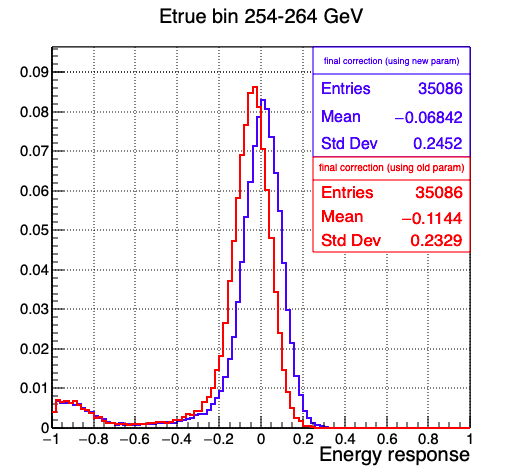 Etrue bin 254-264 GeV
final correction (using new param)
Entries 35086
Mean −0.06842
Std Dev 0.2452
final correction (using old param)
Entries 35086
Mean −0.1144
Std Dev 0.2329
0.09
0.08
0.07
0.06
0.05
0.04
0.03
0.02
0.01
0
−1 −0.8 −0.6 −0.4 −0.2 0 0.2 0.4 0.6 0.8 1
Energy response